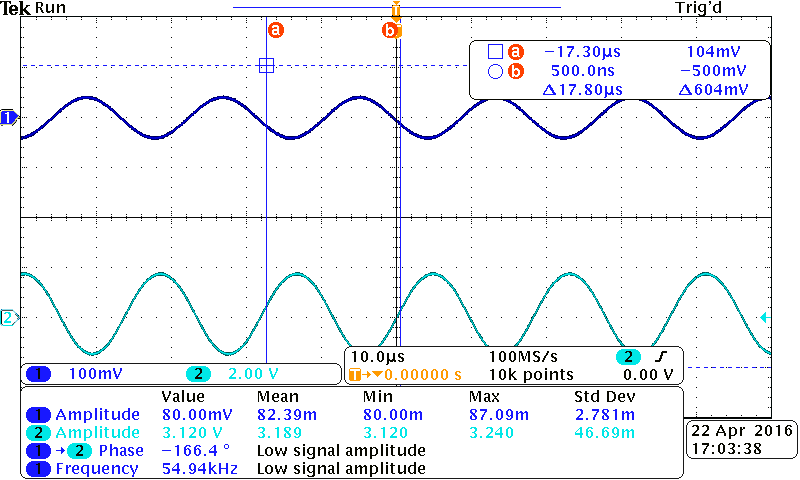 Tek Run Trig'd
T
a b
a −17.30µs 104mV
b 500.0ns −500mV
Δ17.80µs Δ604mV
1
2
1 100mV 2 2.00 V
10.0µs 100MS/s 2
T→▼0.00000 s 10k points 0.00 V
Value Mean Min Max Std Dev
1 Amplitude 80.00mV 82.39m 80.00m 87.09m 2.781m
2 Amplitude 3.120 V 3.189 3.120 3.240 46.69m
1 → 2 Phase −166.4 ° Low signal amplitude
1 Frequency 54.94kHz Low signal amplitude
22 Apr 2016
17:03:38